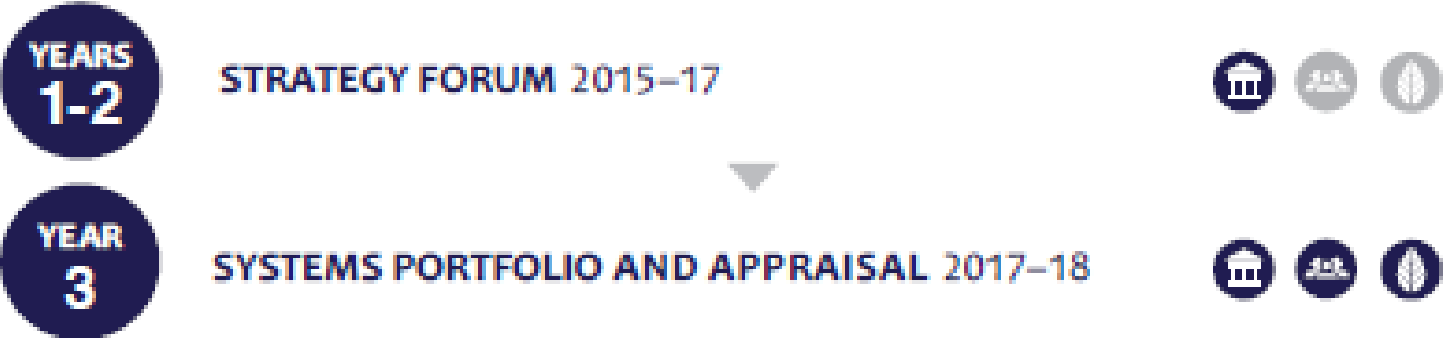 YEARS
1-2
STRATEGY FORUM 2015–17
YEAR
3
SYSTEMS PORTFOLIO AND APPRAISAL 2017–18